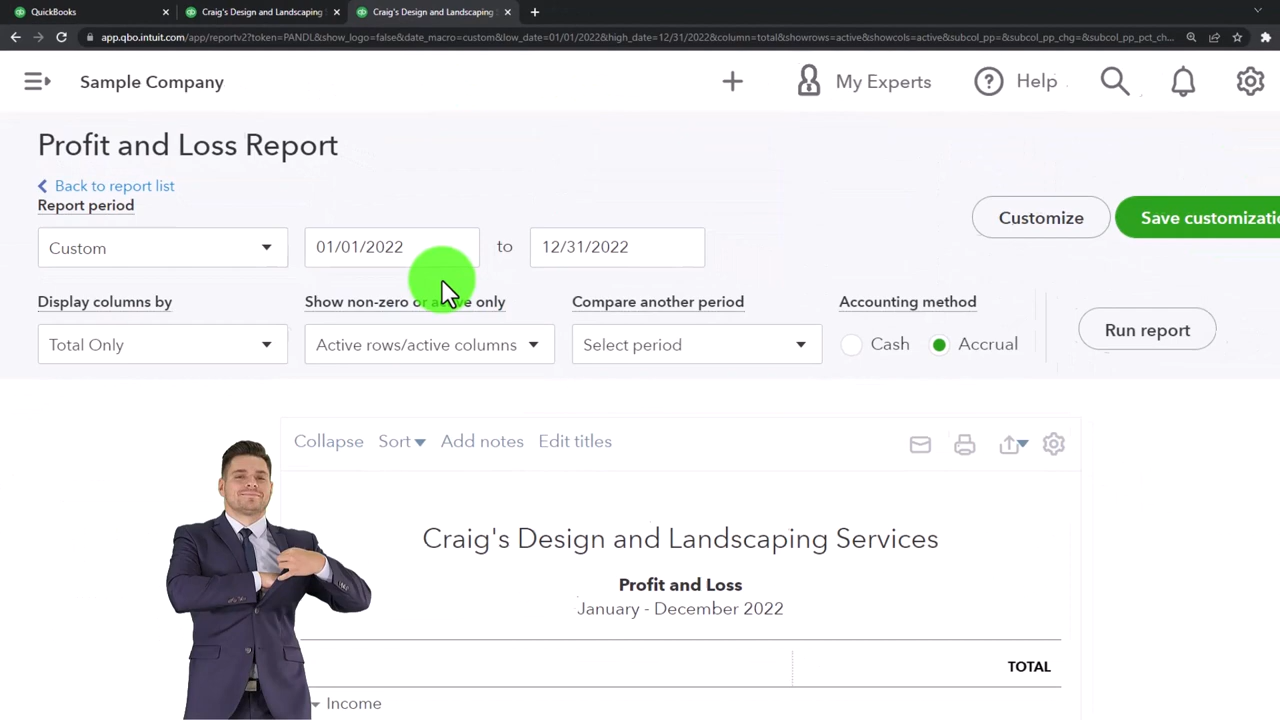 QuickBooks
Craig's Design and Landscaping
Craig's Design and Landscaping
app.qbo.intuit.com/app/reportv2?token=PANDL&show_logo=false&date_macro=custom&low_date=01/01/2022&high_date=12/31/2022&column=total&showrows=active&showcols=active&subcol_pp=&subcol_pp_chg=&subcol_pp_pct_ch...
Sample Company
My Experts
Help
Profit and Loss Report
Back to report list
Report period
Custom
01/01/2022
to
12/31/2022
Customize
Save customizatio
Display columns by
Show non-zero or active only
Compare another period
Accounting method
Total Only
Active rows/active columns
Select period
Cash
Accrual
Run report
Collapse
Sort
Add notes
Edit titles
Craig's Design and Landscaping Services
Profit and Loss
January - December 2022
TOTAL
Income